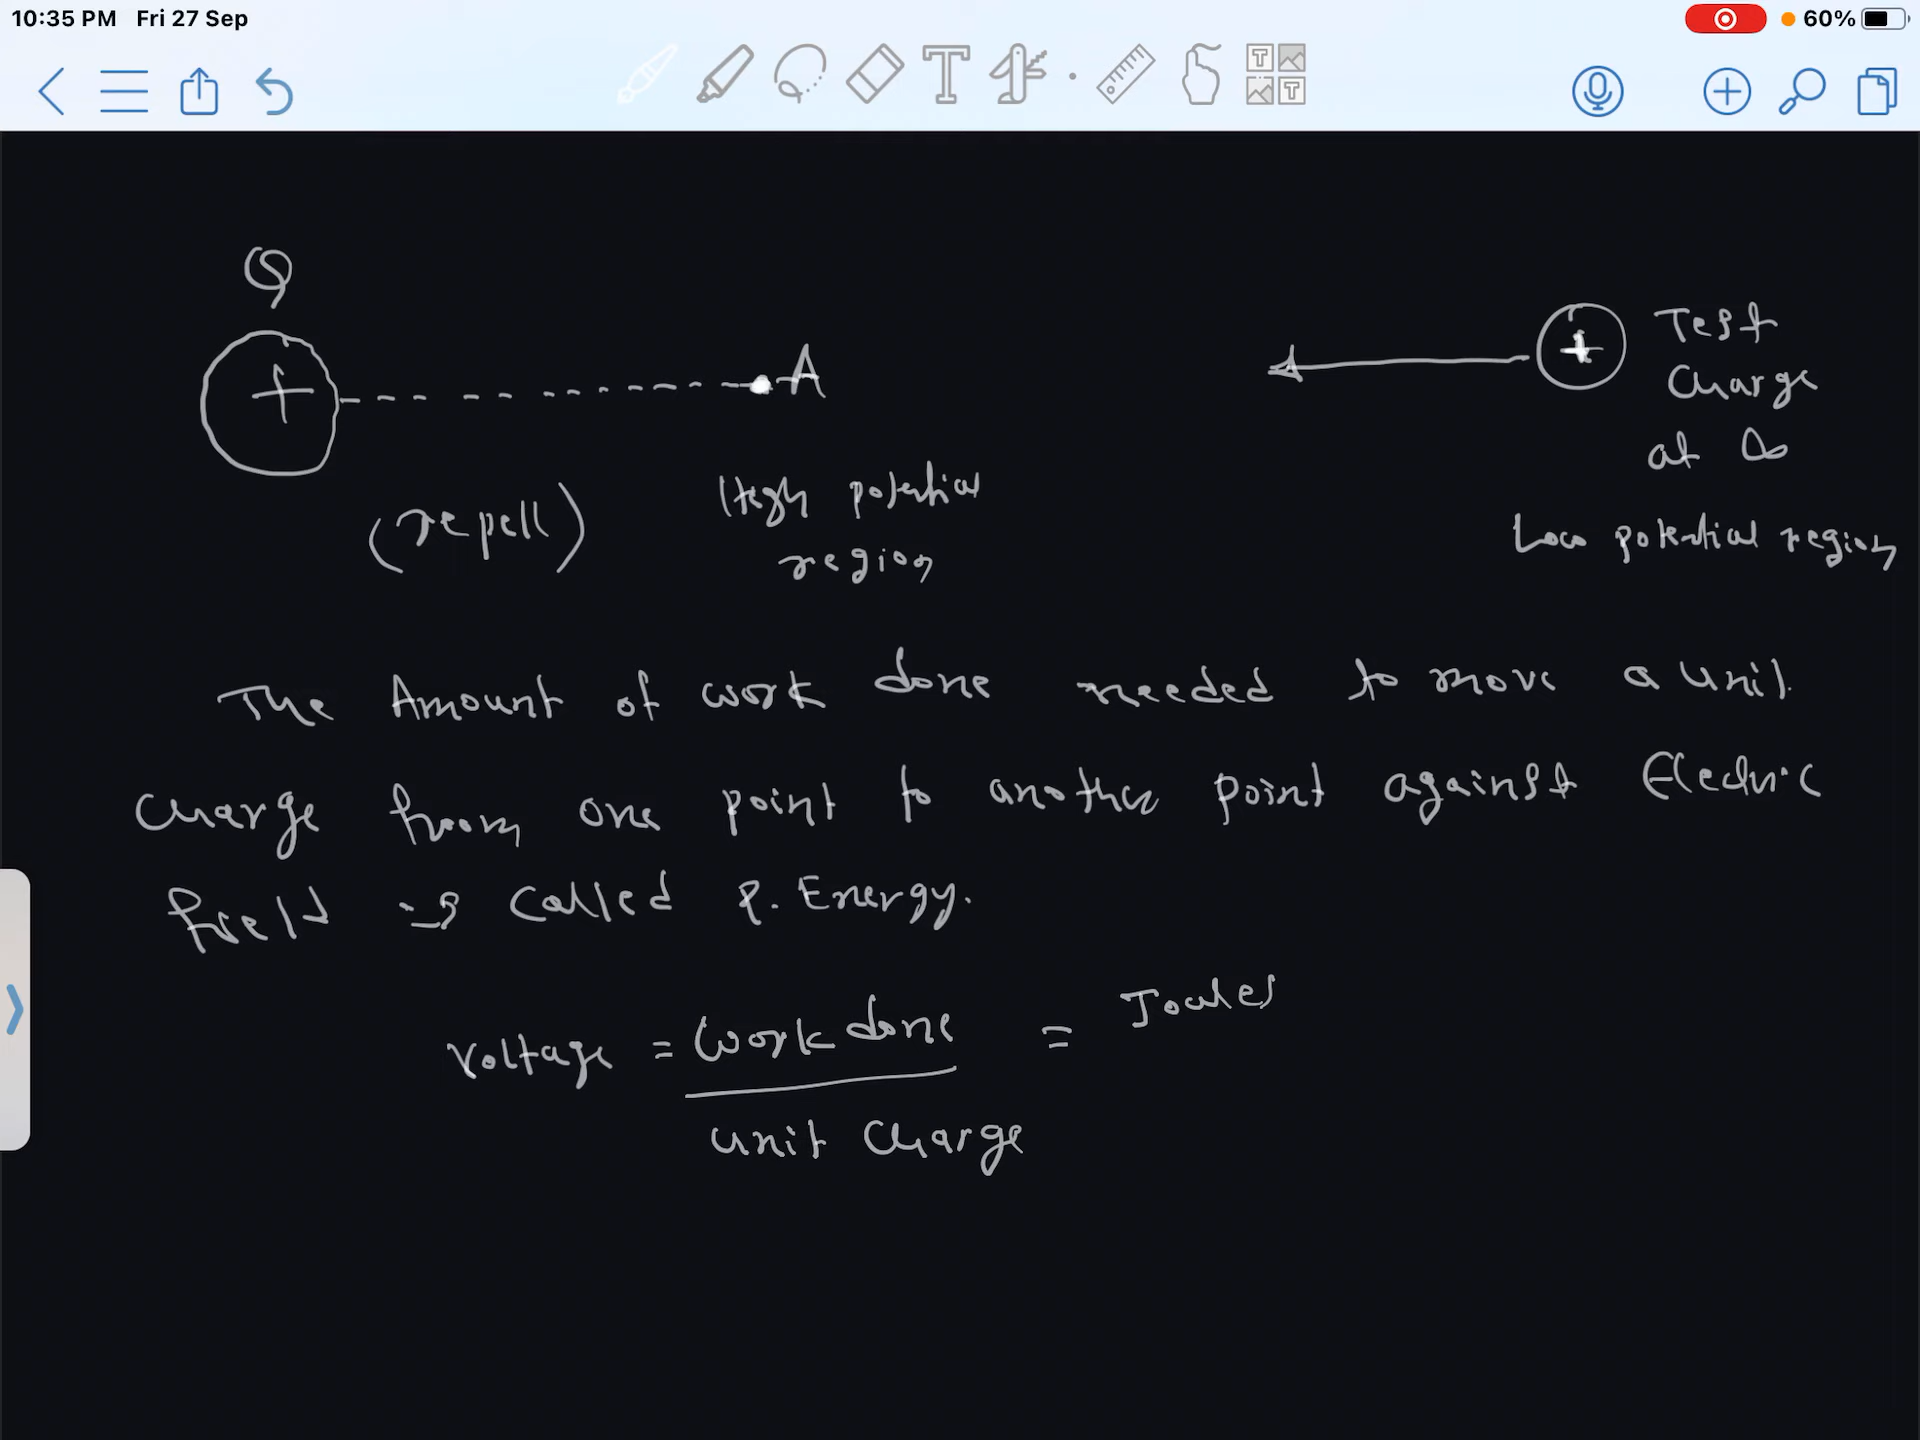 10:35 PM Fri 27 Sep
60%
Q
+
A
+
Test
Charge
at ∞
(repell)
High potential
region
Low potential region
The Amount of work done needed to move a unit
charge from one point to another point against Electric
field is called P. Energy.
Voltage = Work done = Joules
unit charge